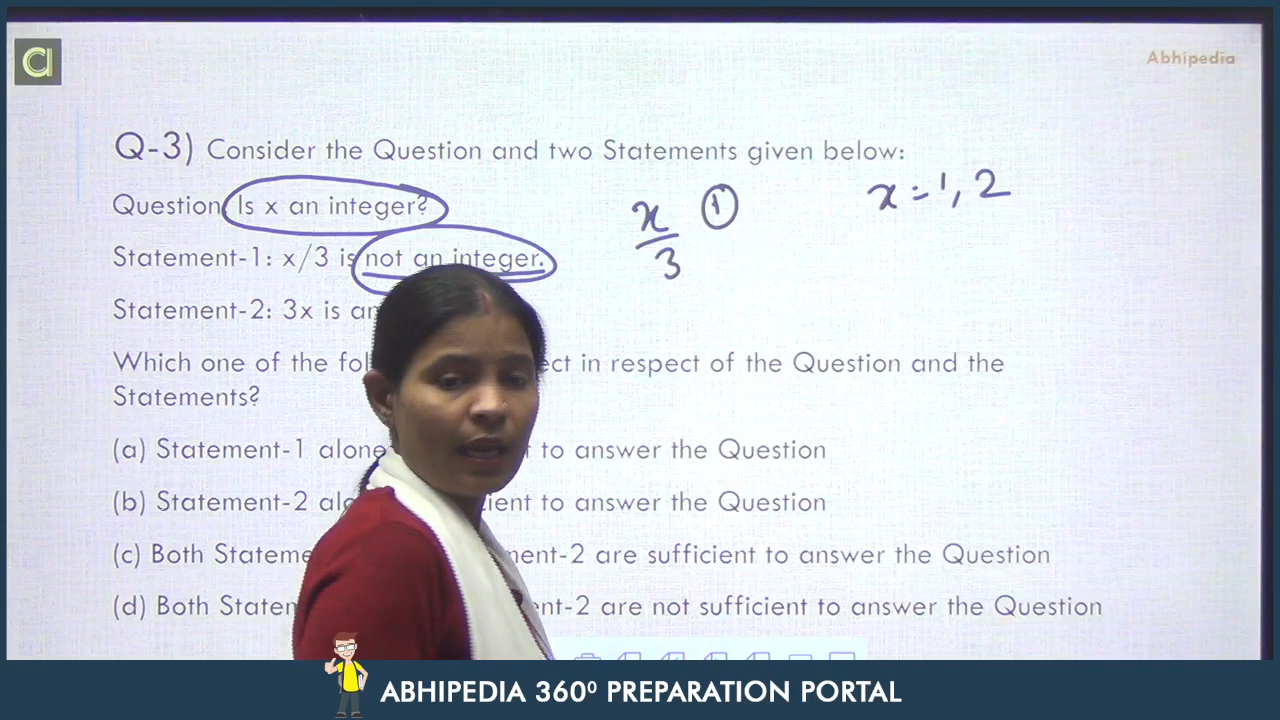 Abhipedia
Q-3) Consider the Question and two Statements given below:
Question Is x an integer?
x/3 ① x = 1, 2
Statement-1: x/3 is not an integer.
Statement-2: 3x is an
Which one of the fol ect in respect of the Question and the
Statements?
(a) Statement-1 alone t to answer the Question
(b) Statement-2 alo cient to answer the Question
(c) Both Stateme ment-2 are sufficient to answer the Question
(d) Both Staten ent-2 are not sufficient to answer the Question
ABHIPEDIA 360º PREPARATION PORTAL